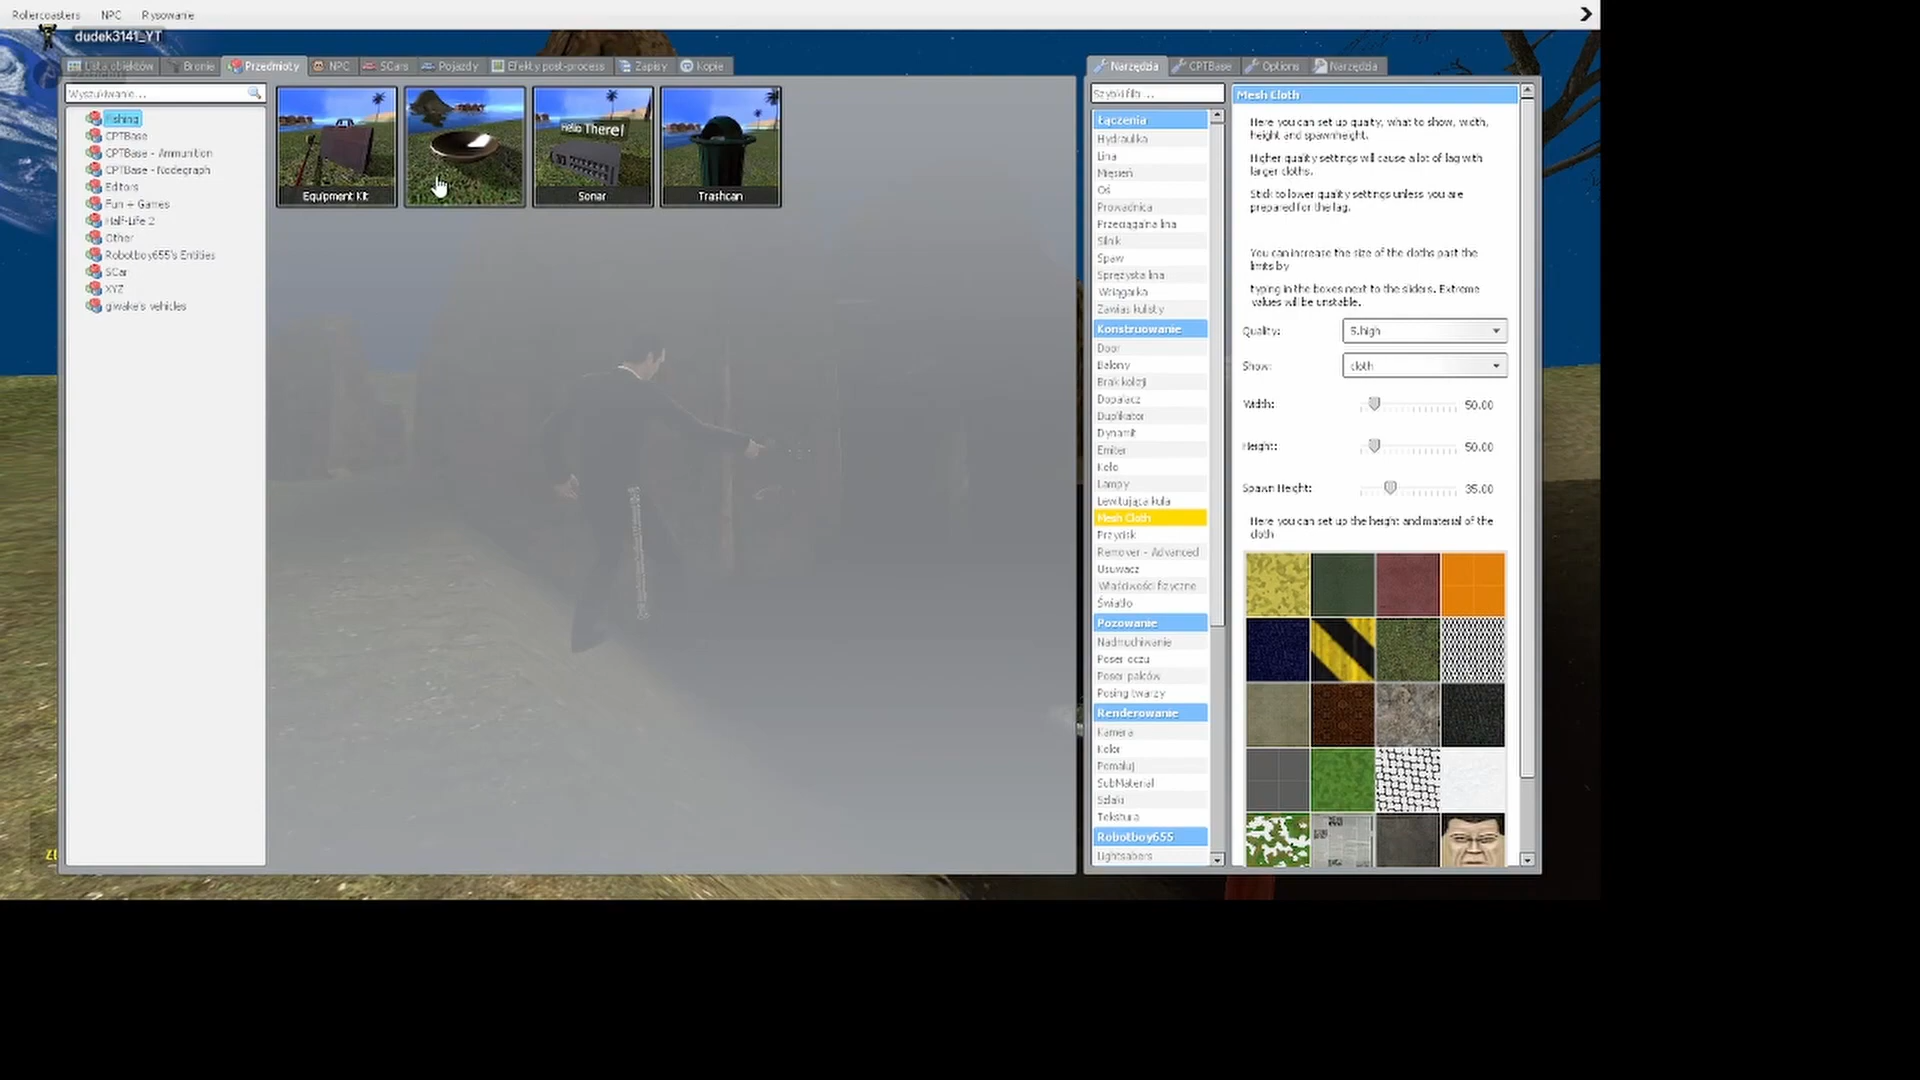 Rollercoasters NPC Rysowanie
dudek3141_YT
Lista obiektów Bronie Przedmioty NPC SCars Pojazdy Efekty post-process Zapisy Kopie
Narzędzia CPTBase Options Narzędzia
Wyszukiwanie...
fishing
CPTBase
CPTBase - Ammunition
CPTBase - Nodegraph
Editors
Fun + Games
Half-Life 2
Other
Robotboy655's Entities
SCar
XYZ
giwake's vehicles
Equipment Kit
Hello There!
Sonar
Trashcan
Szybki filtr...
Łączenia
Hydraulika
Lina
Mięsień
Oś
Prowadnica
Przeciągalna lina
Silnik
Spaw
Sprężysta lina
Wciągarka
Zawias kulisty
Konstruowanie
Door
Balony
Brak kolizji
Dopalacz
Duplikator
Dynamit
Emiter
Koło
Lampy
Lewitująca kula
Mesh Cloth
Przycisk
Remover - Advanced
Usuwacz
Właściwości fizyczne
Światło
Pozowanie
Nadmuchiwanie
Poser oczu
Poser palców
Posing twarzy
Renderowanie
Kamera
Kolor
Pomaluj
SubMaterial
Szlaki
Tekstura
Robotboy655
Lightsabers
Mesh Cloth
Here you can set up quality, what to show, width,
height and spawnheight.
Higher quality settings will cause a lot of lag with
larger cloths.
Stick to lower quality settings unless you are
prepared for the lag.
You can increase the size of the cloths past the
limits by
typing in the boxes next to the sliders. Extreme
values will be unstable.
Quality: 5.high
Show: cloth
Width: 50.00
Height: 50.00
Spawn Height: 35.00
Here you can set up the height and material of the
cloth